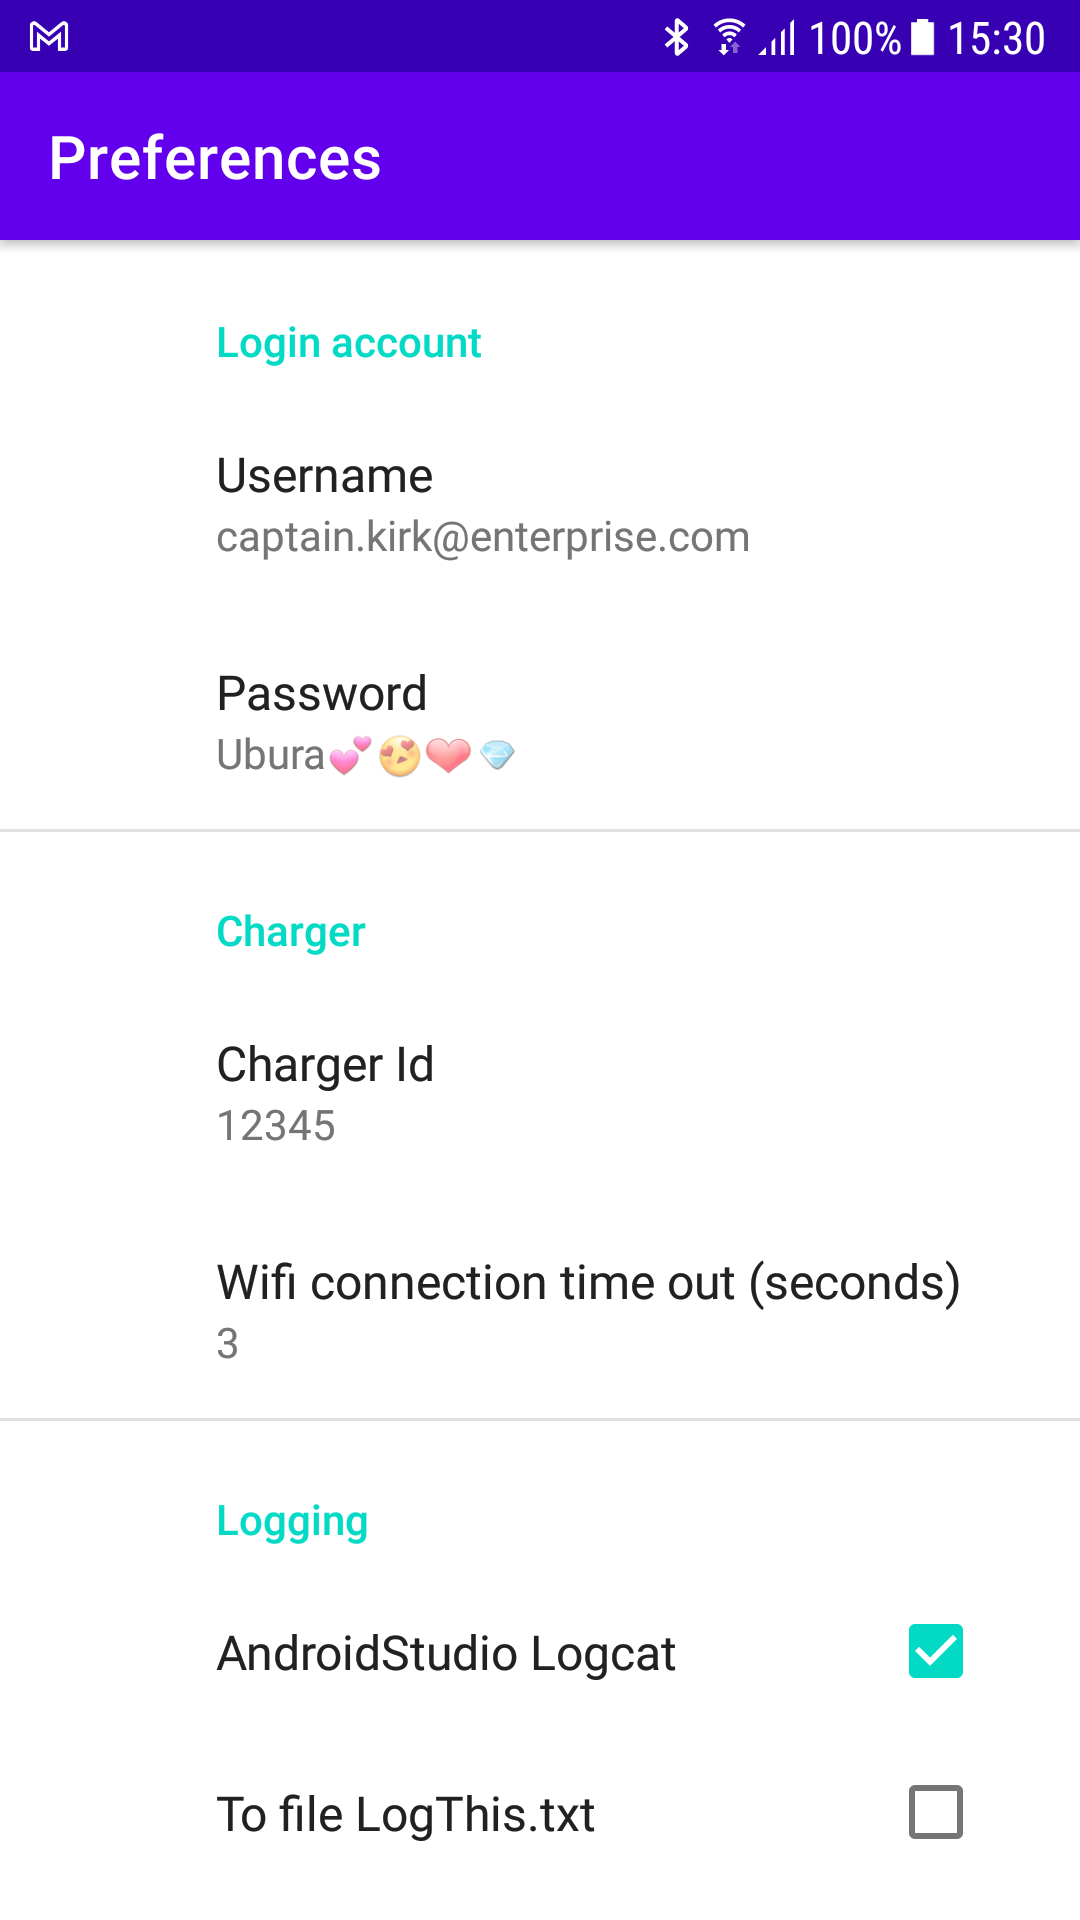 100% 15:30
Preferences
Login account
Username
captain.kirk@enterprise.com
Password
Ubura💕😍❤💎
Charger
Charger Id
12345
Wifi connection time out (seconds)
3
Logging
AndroidStudio Logcat
To file LogThis.txt